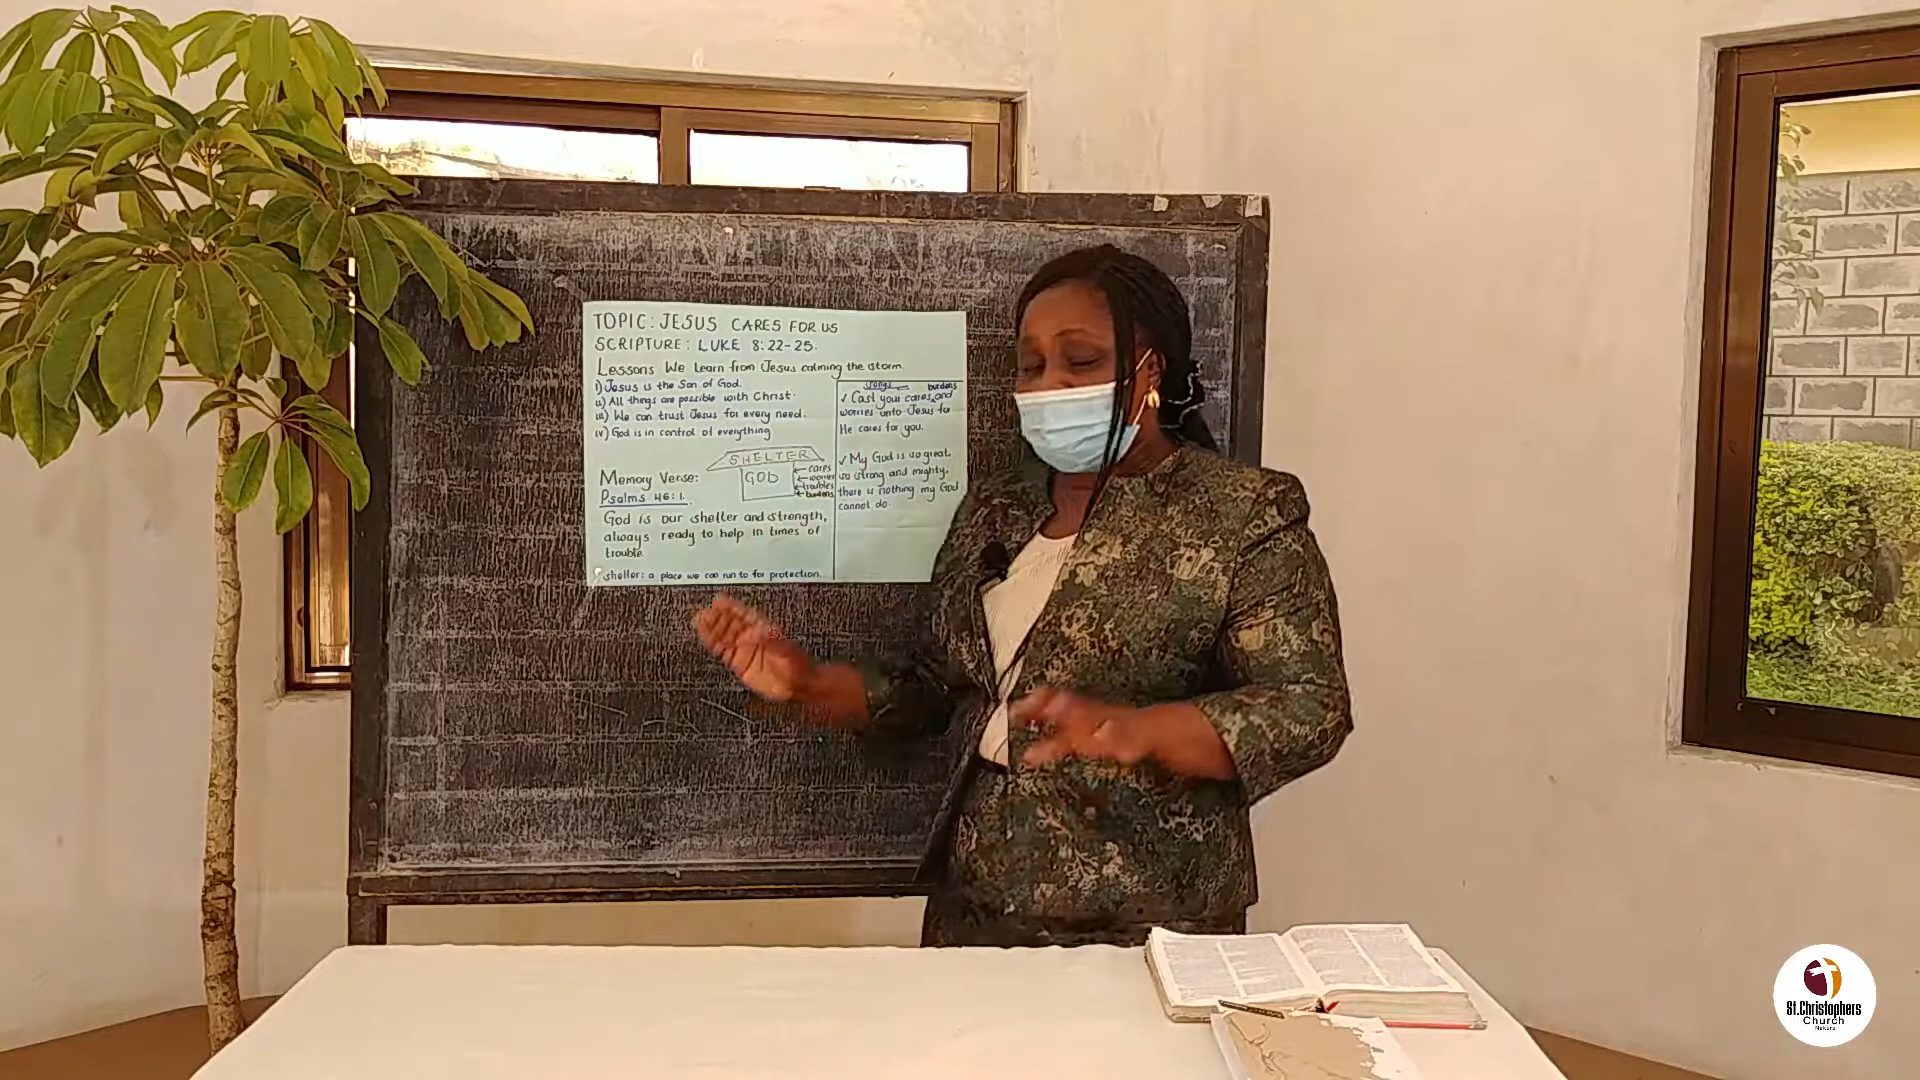 TOPIC: JESUS CARES FOR US
SCRIPTURE: LUKE 8:22-25.
Lessons We Learn from Jesus calming the storm.
i) Jesus is the Son of God.
ii) All things are possible with Christ.
iii) We can trust Jesus for every need.
iv) God is in control of everything
SHELTER
GOD
cares
worries
troubles
burdens
Memory Verse:
Psalms 46:1.
God is our shelter and strength,
always ready to help in times of
trouble.
shelter: a place we can run to for protection.
Songs
burdens
✓ Cast your cares, and
worries unto Jesus for
He cares for you.
✓ My God is so great,
so strong and mighty,
there is nothing my God
cannot do.
St.Christophers
Church
Nakuru